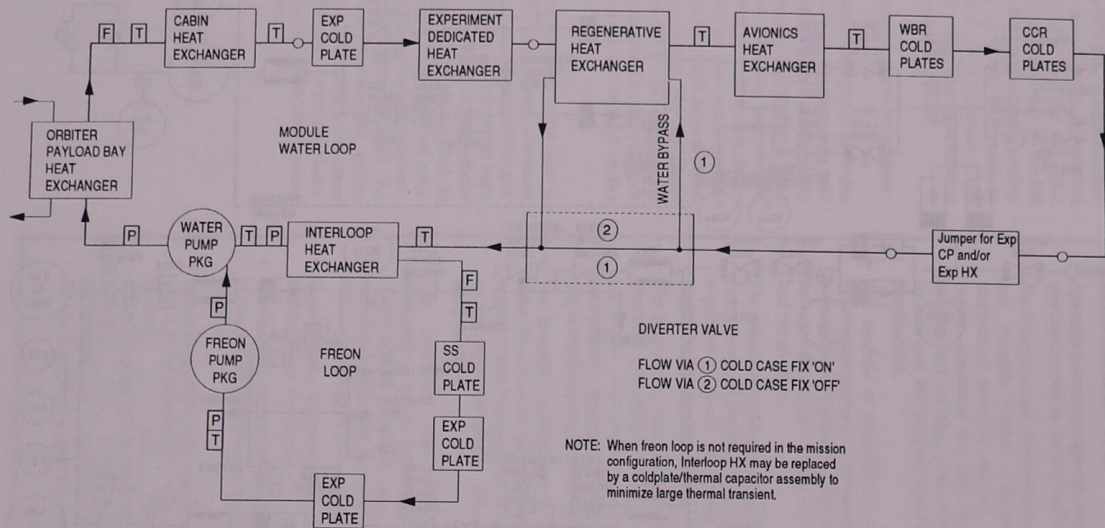 F
T
CABIN
HEAT
EXCHANGER
T
EXP
COLD
PLATE
EXPERIMENT
DEDICATED
HEAT
EXCHANGER
REGENERATIVE
HEAT
EXCHANGER
T
AVIONICS
HEAT
EXCHANGER
T
WBR
COLD
PLATES
CCR
COLD
PLATES
ORBITER
PAYLOAD BAY
HEAT
EXCHANGER
MODULE
WATER LOOP
WATER BYPASS
1
P
WATER
PUMP
PKG
T
P
INTERLOOP
HEAT
EXCHANGER
T
2
1
Jumper for Exp
CP and/or
Exp HX
P
F
T
FREON
PUMP
PKG
FREON
LOOP
SS
COLD
PLATE
P
T
EXP
COLD
PLATE
EXP
COLD
PLATE
DIVERTER VALVE
FLOW VIA 1 COLD CASE FIX 'ON'
FLOW VIA 2 COLD CASE FIX 'OFF'
NOTE: When freon loop is not required in the mission
configuration, Interloop HX may be replaced
by a coldplate/thermal capacitor assembly to
minimize large thermal transient.